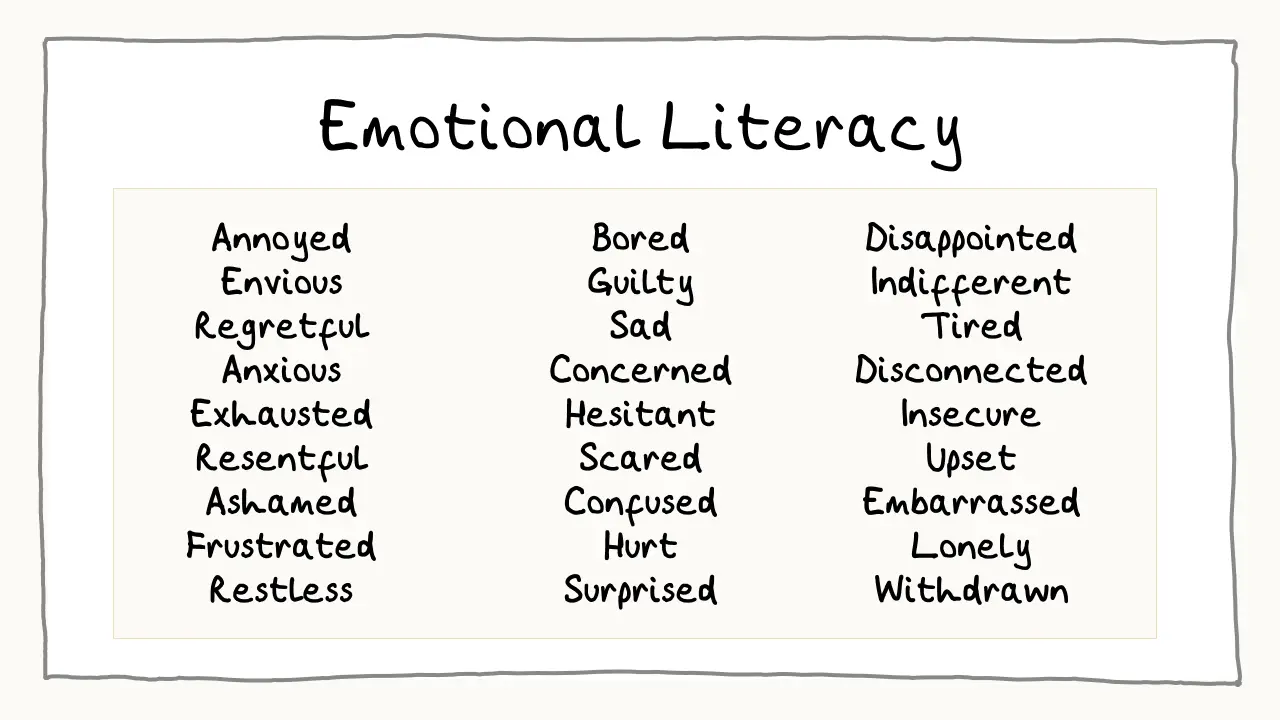 Emotional Literacy
Annoyed Bored Disappointed
Envious Guilty Indifferent
Regretful Sad Tired
Anxious Concerned Disconnected
Exhausted Hesitant Insecure
Resentful Scared Upset
Ashamed Confused Embarrassed
Frustrated Hurt Lonely
Restless Surprised Withdrawn